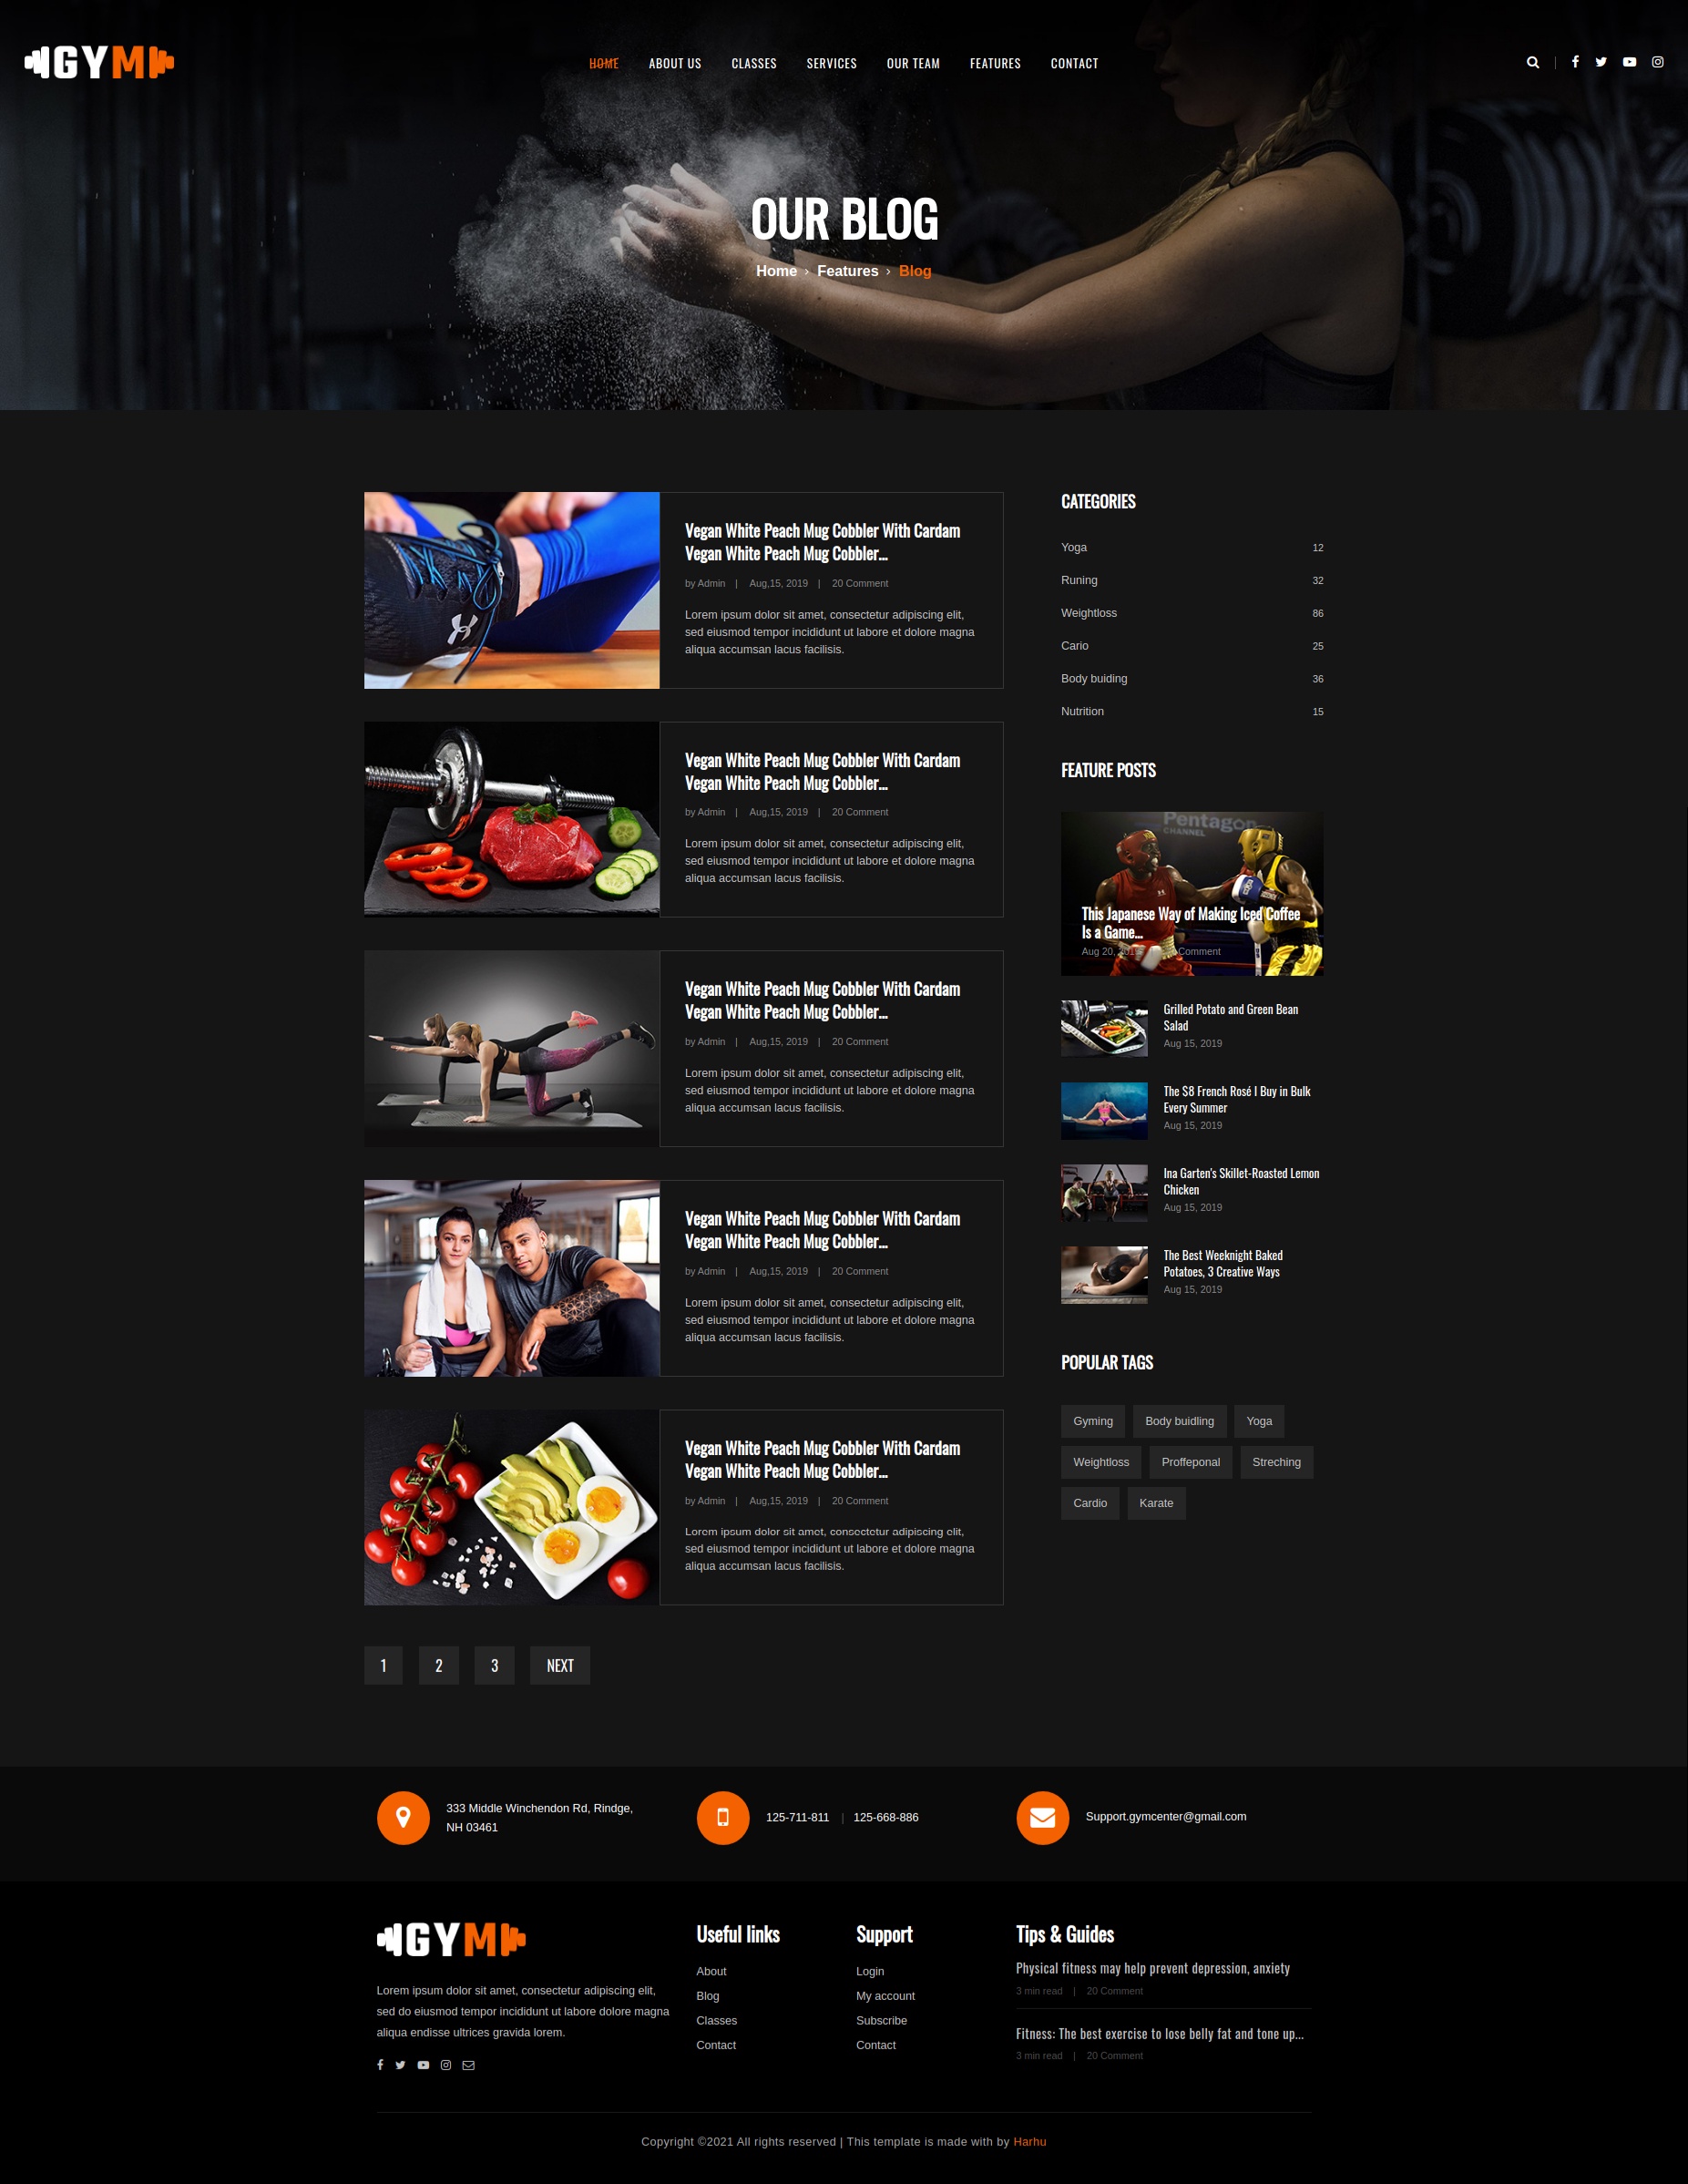 GYM
HOME ABOUT US CLASSES SERVICES OUR TEAM FEATURES CONTACT
OUR BLOG
Home › Features › Blog
Vegan White Peach Mug Cobbler With Cardam
Vegan White Peach Mug Cobbler...
by Admin | Aug,15, 2019 | 20 Comment
Lorem ipsum dolor sit amet, consectetur adipiscing elit,
sed eiusmod tempor incididunt ut labore et dolore magna
aliqua accumsan lacus facilisis.
Vegan White Peach Mug Cobbler With Cardam
Vegan White Peach Mug Cobbler...
by Admin | Aug,15, 2019 | 20 Comment
Lorem ipsum dolor sit amet, consectetur adipiscing elit,
sed eiusmod tempor incididunt ut labore et dolore magna
aliqua accumsan lacus facilisis.
Vegan White Peach Mug Cobbler With Cardam
Vegan White Peach Mug Cobbler...
by Admin | Aug,15, 2019 | 20 Comment
Lorem ipsum dolor sit amet, consectetur adipiscing elit,
sed eiusmod tempor incididunt ut labore et dolore magna
aliqua accumsan lacus facilisis.
Vegan White Peach Mug Cobbler With Cardam
Vegan White Peach Mug Cobbler...
by Admin | Aug,15, 2019 | 20 Comment
Lorem ipsum dolor sit amet, consectetur adipiscing elit,
sed eiusmod tempor incididunt ut labore et dolore magna
aliqua accumsan lacus facilisis.
Vegan White Peach Mug Cobbler With Cardam
Vegan White Peach Mug Cobbler...
by Admin | Aug,15, 2019 | 20 Comment
Lorem ipsum dolor sit amet, consectetur adipiscing elit,
sed eiusmod tempor incididunt ut labore et dolore magna
aliqua accumsan lacus facilisis.
1 2 3 NEXT
CATEGORIES
Yoga 12
Runing 32
Weightloss 86
Cario 25
Body buiding 36
Nutrition 15
FEATURE POSTS
Pentagon
CHANNEL
This Japanese Way of Making Iced Coffee
Is a Game...
Aug 20, Comment
Grilled Potato and Green Bean
Salad
Aug 15, 2019
The $8 French Rosé I Buy in Bulk
Every Summer
Aug 15, 2019
Ina Garten's Skillet-Roasted Lemon
Chicken
Aug 15, 2019
The Best Weeknight Baked
Potatoes, 3 Creative Ways
Aug 15, 2019
POPULAR TAGS
Gyming Body buidling Yoga
Weightloss Proffeponal Streching
Cardio Karate
333 Middle Winchendon Rd, Rindge,
NH 03461
125-711-811 | 125-668-886
Support.gymcenter@gmail.com
GYM
Lorem ipsum dolor sit amet, consectetur adipiscing elit,
sed do eiusmod tempor incididunt ut labore dolore magna
aliqua endisse ultrices gravida lorem.
Useful links
About
Blog
Classes
Contact
Support
Login
My account
Subscribe
Contact
Tips & Guides
Physical fitness may help prevent depression, anxiety
3 min read | 20 Comment
Fitness: The best exercise to lose belly fat and tone up...
3 min read | 20 Comment
Copyright ©2021 All rights reserved | This template is made with by Harhu